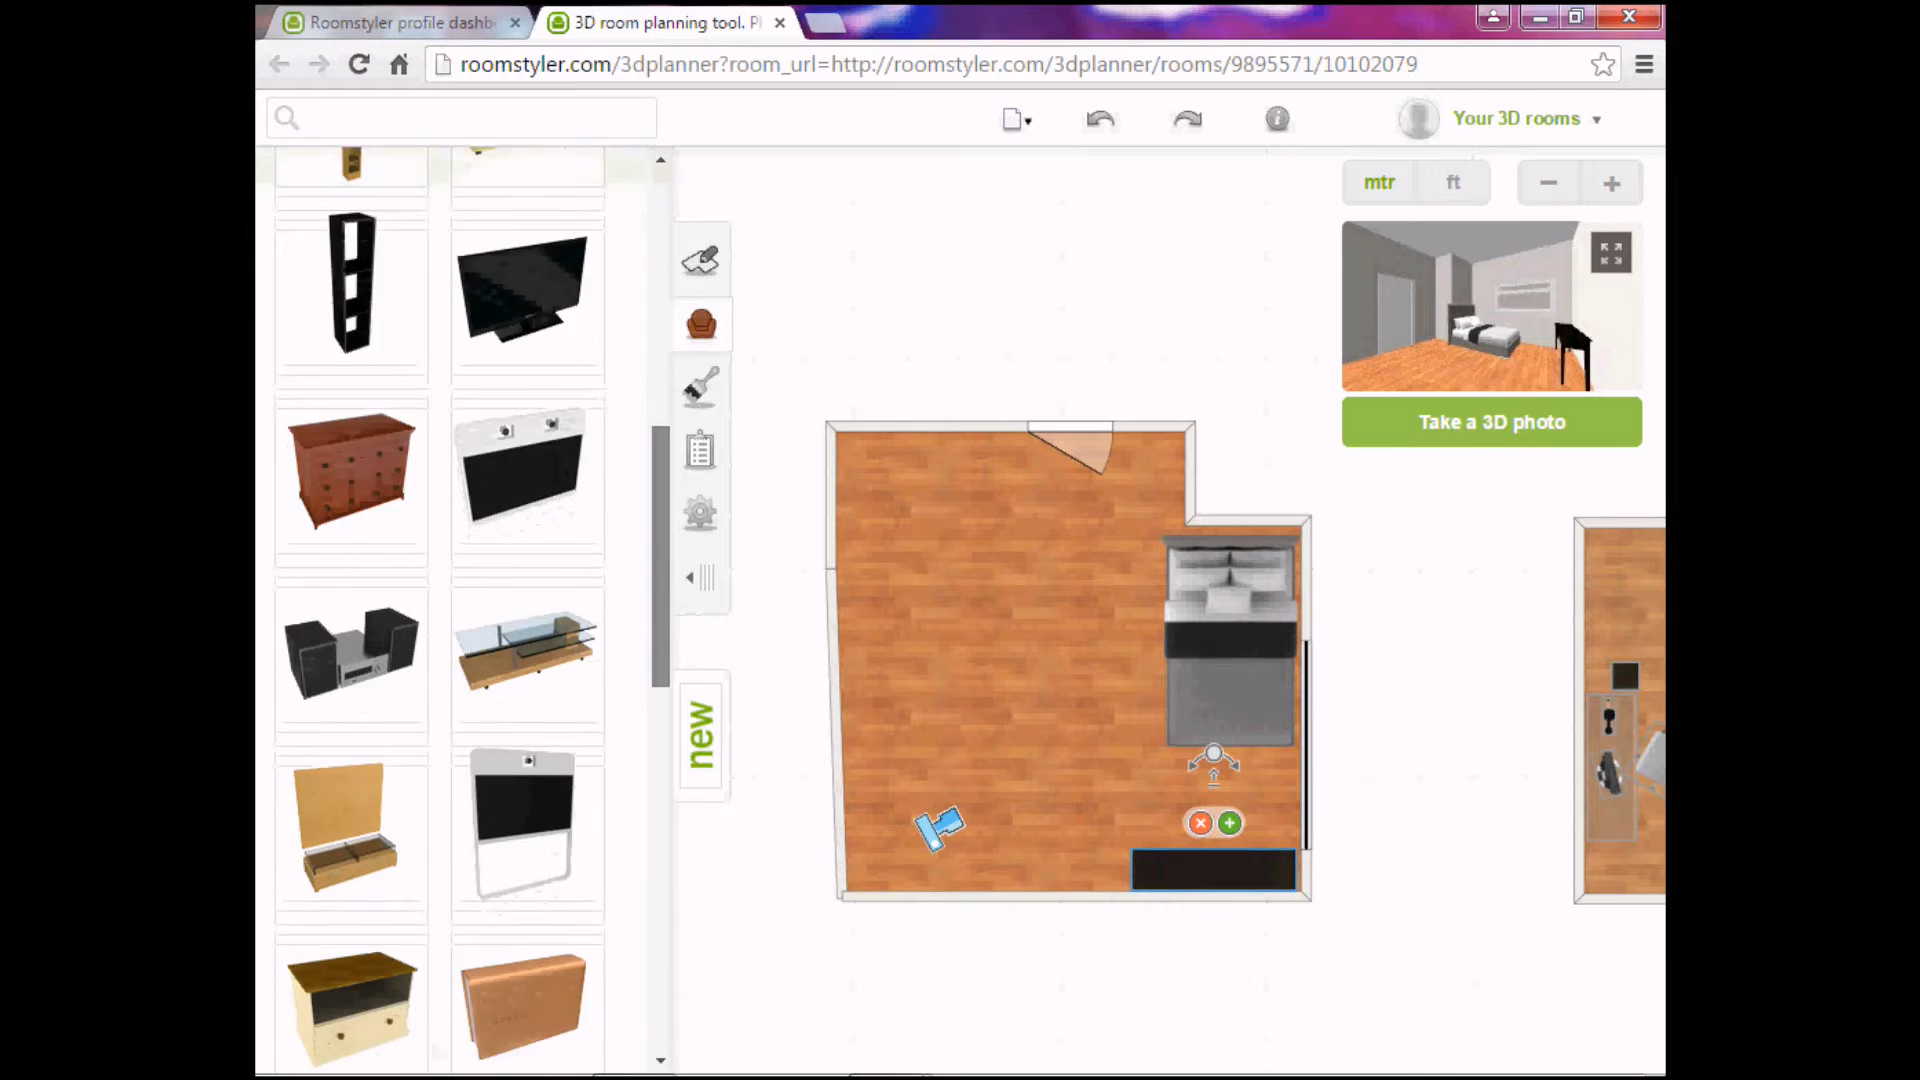 Roomstyler profile dashb
3D room planning tool. Pl
roomstyler.com/3dplanner?room_url=http://roomstyler.com/3dplanner/rooms/9895571/10102079
Your 3D rooms
mtr
ft
Take a 3D photo
new